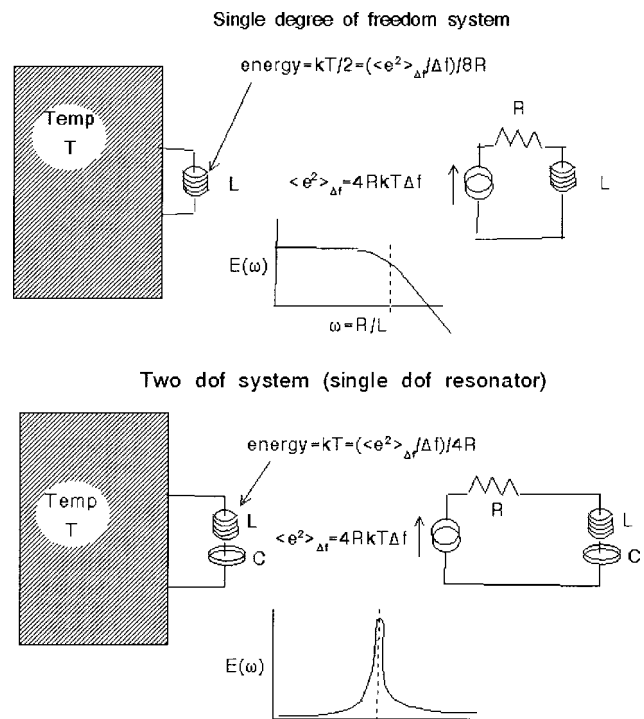 Single degree of freedom system
energy=kT/2=(<e²>Δf/Δf)/8R
Temp
T
L
<e²>Δf=4RkTΔf
R
L
E(ω)
ω=R/L
Two dof system (single dof resonator)
energy=kT=(<e²>Δf/Δf)/4R
Temp
T
L
C
<e²>Δf=4RkTΔf
R
L
C
E(ω)